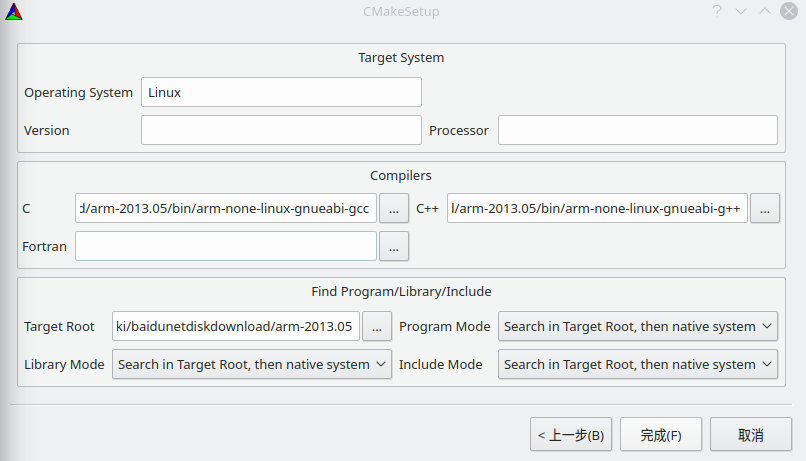 CMakeSetup
Target System
Operating System Linux
Version Processor
Compilers
C d/arm-2013.05/bin/arm-none-linux-gnueabi-gcc ... C++ l/arm-2013.05/bin/arm-none-linux-gnueabi-g++ ...
Fortran ...
Find Program/Library/Include
Target Root ki/baidunetdiskdownload/arm-2013.05 ... Program Mode Search in Target Root, then native system
Library Mode Search in Target Root, then native system Include Mode Search in Target Root, then native system
< 上一步(B) 完成(F) 取消